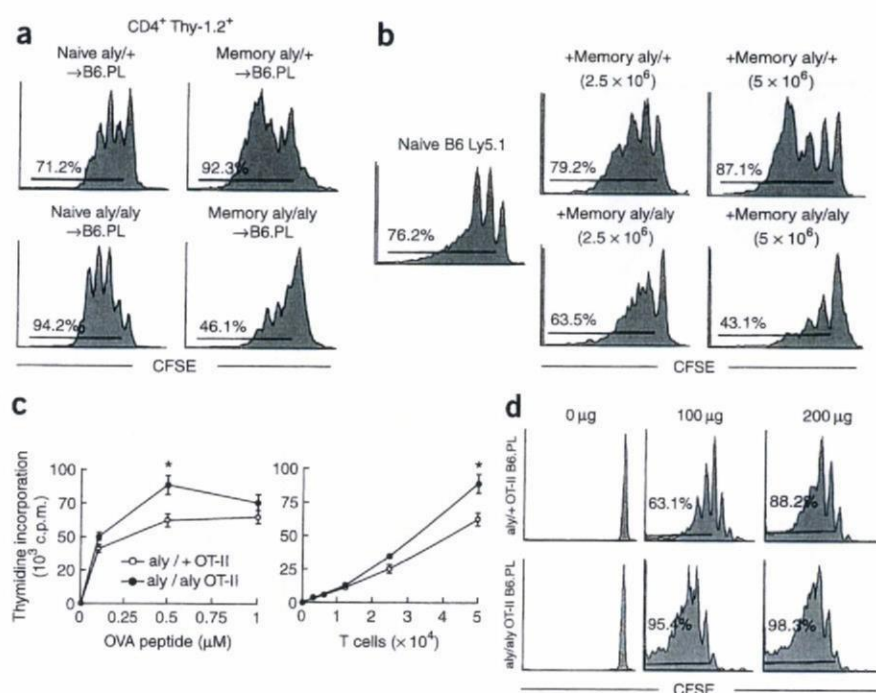 a
CD4+ Thy-1.2+
Naive aly/+
→B6.PL
Memory aly/+
→B6.PL
71.2%
92.3%
Naive aly/aly
→B6.PL
Memory aly/aly
→B6.PL
94.2%
46.1%
CFSE
b
Naive B6 Ly5.1
76.2%
+Memory aly/+
(2.5 × 10^6)
+Memory aly/+
(5 × 10^6)
79.2%
87.1%
+Memory aly/aly
(2.5 × 10^6)
+Memory aly/aly
(5 × 10^6)
63.5%
43.1%
CFSE
c
Thymidine incorporation
(10^3 c.p.m.)
100
70
50
25
0
*
aly / + OT-II
aly / aly OT-II
0 0.25 0.5 0.75 1
OVA peptide (μM)
100
75
50
25
0
*
0 1 2 3 4 5
T cells (× 10^4)
d
0 μg 100 μg 200 μg
aly/+ OT-II B6.PL
63.1%
88.2%
aly/aly OT-II B6.PL
95.4%
98.3%
CFSE